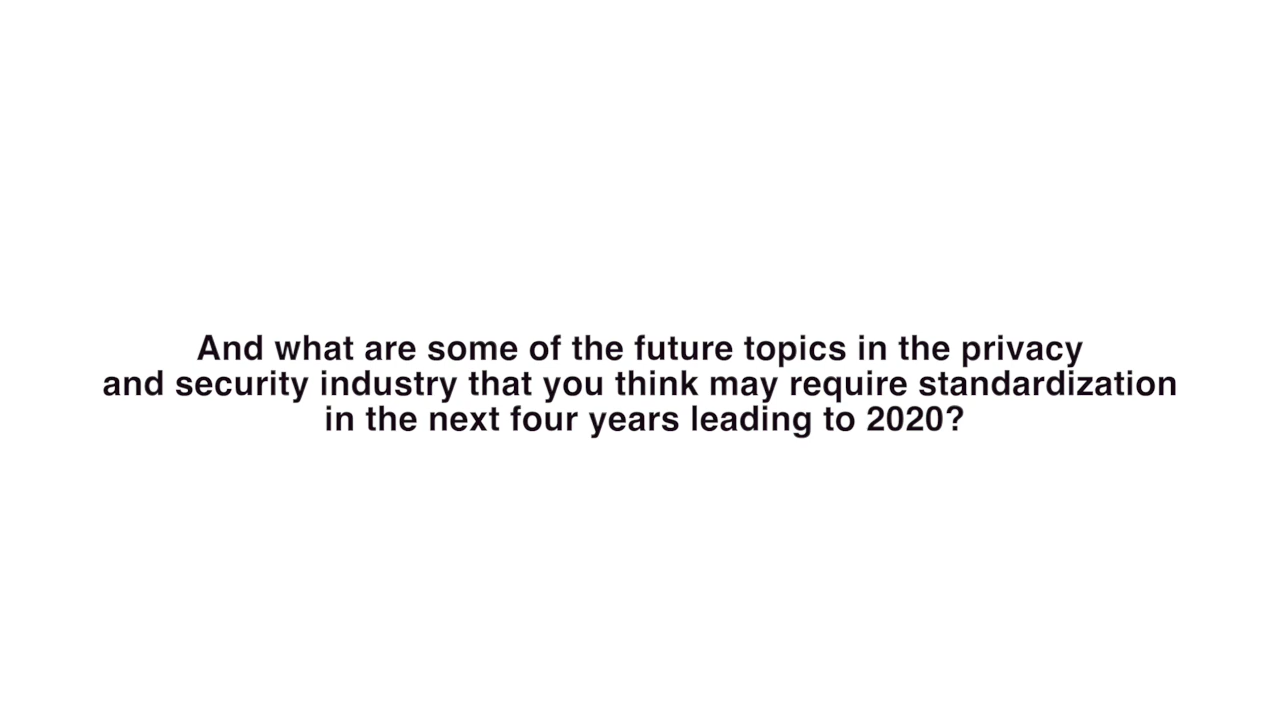 And what are some of the future topics in the privacy
and security industry that you think may require standardization
in the next four years leading to 2020?